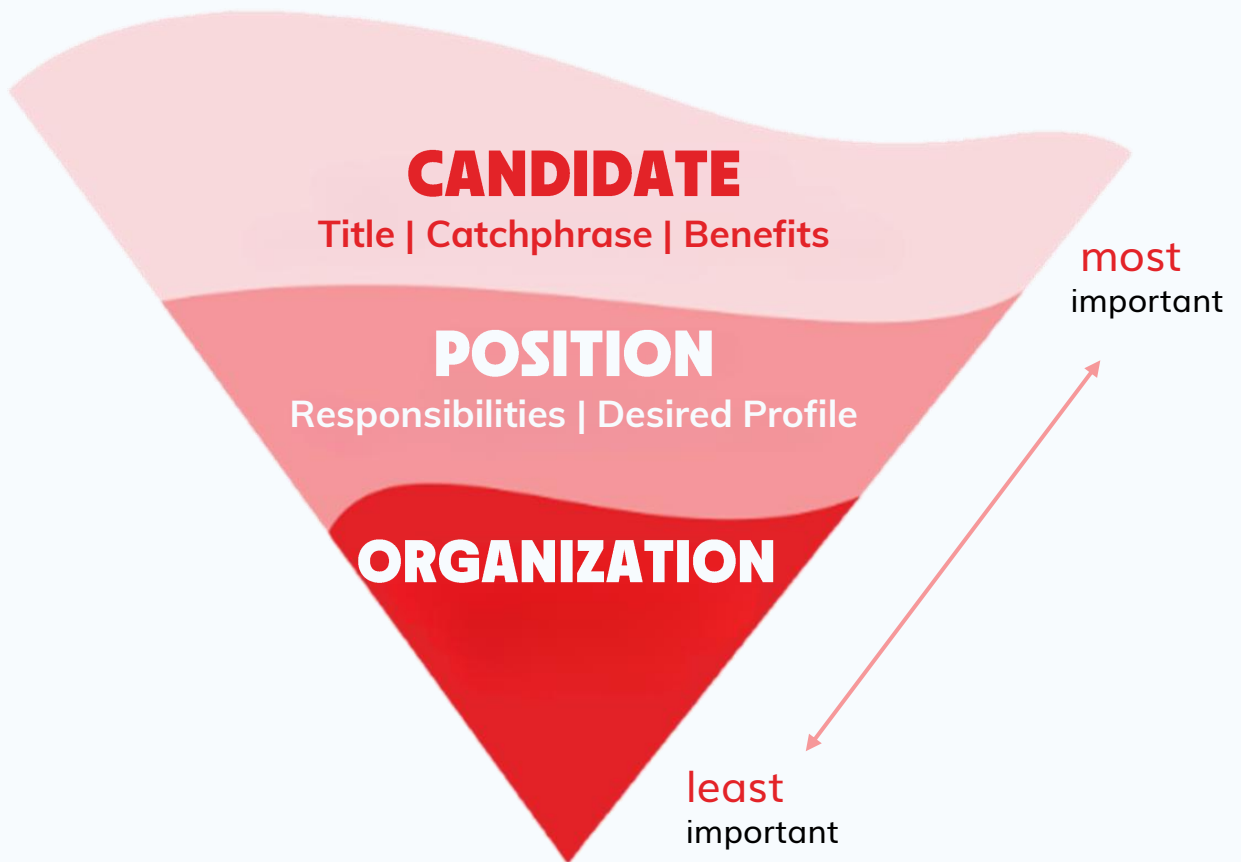 CANDIDATE
Title | Catchphrase | Benefits
most
important
POSITION
Responsibilities | Desired Profile
ORGANIZATION
least
important